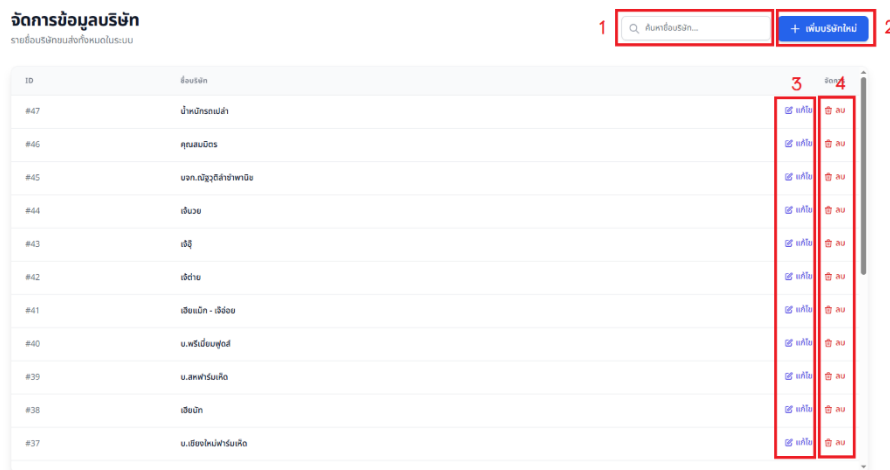 จัดการข้อมูลบริษัท
รายชื่อบริษัทขนส่งทั้งหมดในระบบ
1 ค้นหาชื่อบริษัท... + เพิ่มบริษัทใหม่ 2
ID ชื่อบริษัท จัดการ
3 4
#47 น้ำหนักรถเปล่า แก้ไข ลบ
#46 คุณสมมิตร แก้ไข ลบ
#45 บจก.ณัฐวุฒิลำช่าพานิช แก้ไข ลบ
#44 เจ๊นวย แก้ไข ลบ
#43 เจ๊อู๊ แก้ไข ลบ
#42 เจ๊ต่าย แก้ไข ลบ
#41 เฮียแม็ก - เจ๊อ่อย แก้ไข ลบ
#40 บ.พรีเมี่ยมฟูดส์ แก้ไข ลบ
#39 บ.สหฟาร์มเห็ด แก้ไข ลบ
#38 เฮียนัท แก้ไข ลบ
#37 บ.เชียงใหม่ฟาร์มเห็ด แก้ไข ลบ